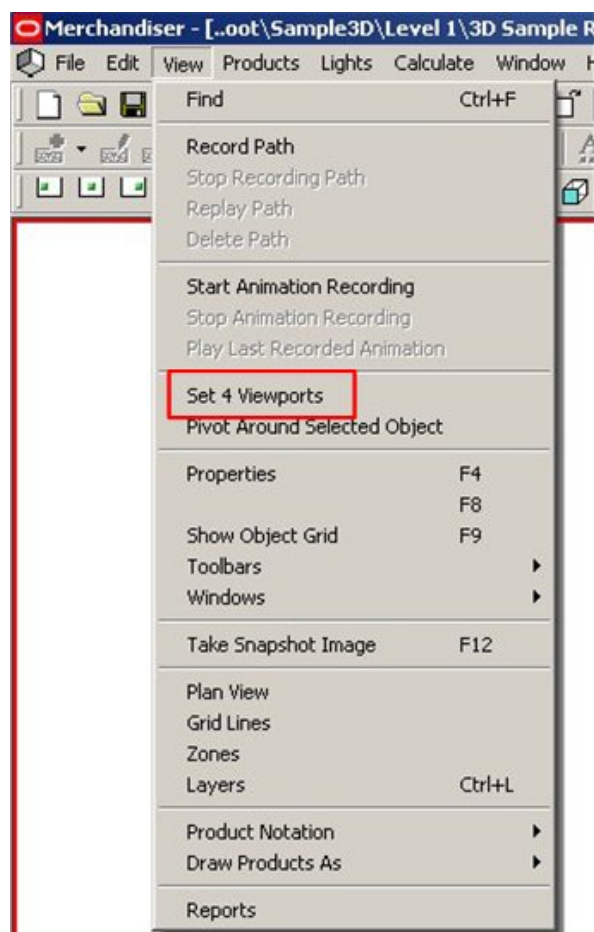 Merchandiser - [..oot\Sample3D\Level 1\3D Sample R
File Edit View Products Lights Calculate Window H
Find Ctrl+F
Record Path
Stop Recording Path
Replay Path
Delete Path
Start Animation Recording
Stop Animation Recording
Play Last Recorded Animation
Set 4 Viewports
Pivot Around Selected Object
Properties F4
F8
Show Object Grid F9
Toolbars
Windows
Take Snapshot Image F12
Plan View
Grid Lines
Zones
Layers Ctrl+L
Product Notation
Draw Products As
Reports